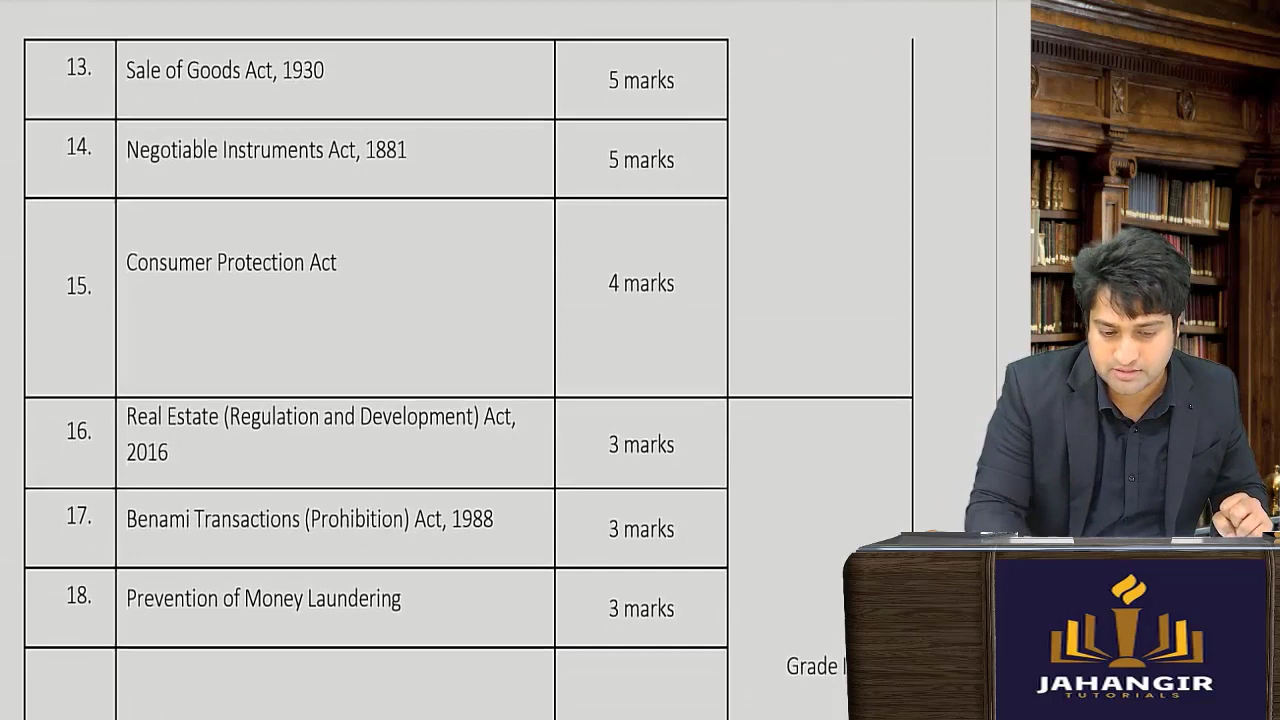 13.
Sale of Goods Act, 1930
5 marks
14.
Negotiable Instruments Act, 1881
5 marks
15.
Consumer Protection Act
4 marks
16.
Real Estate (Regulation and Development) Act,
2016
3 marks
17.
Benami Transactions (Prohibition) Act, 1988
3 marks
18.
Prevention of Money Laundering
3 marks
Grade
JAHANGIR
TUTORIALS